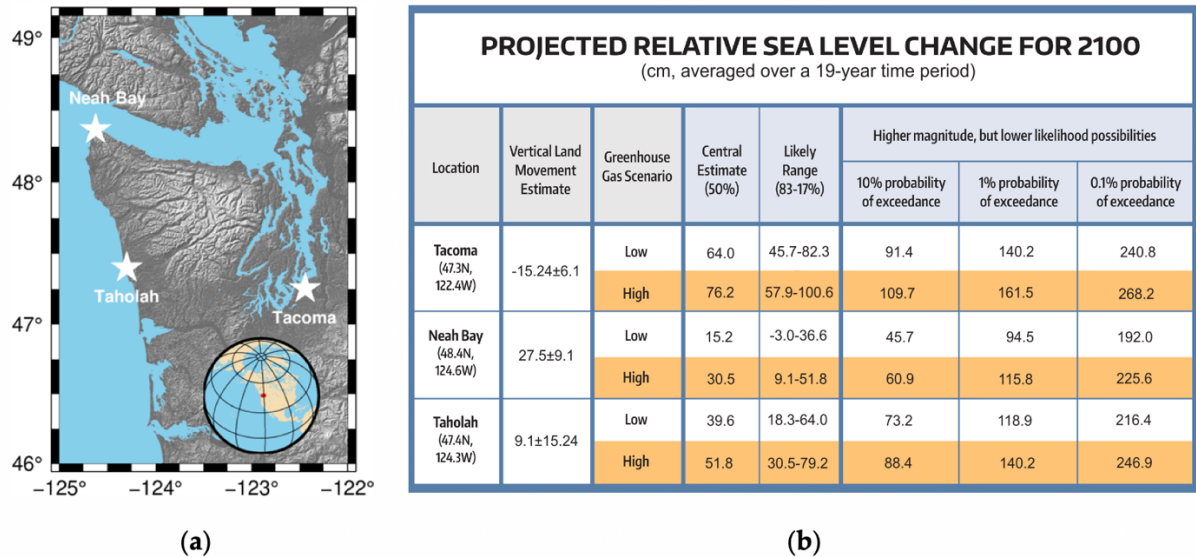 49°
48°
47°
46°
−125°
−124°
−123°
−122°
Neah Bay
Taholah
Tacoma
(a)
PROJECTED RELATIVE SEA LEVEL CHANGE FOR 2100
(cm, averaged over a 19-year time period)
Location
Vertical Land
Movement
Estimate
Greenhouse
Gas Scenario
Central
Estimate
(50%)
Likely
Range
(83-17%)
Higher magnitude, but lower likelihood possibilities
10% probability
of exceedance
1% probability
of exceedance
0.1% probability
of exceedance
Tacoma
(47.3N,
122.4W)
-15.24±6.1
Low
64.0
45.7-82.3
91.4
140.2
240.8
High
76.2
57.9-100.6
109.7
161.5
268.2
Neah Bay
(48.4N,
124.6W)
27.5±9.1
Low
15.2
-3.0-36.6
45.7
94.5
192.0
High
30.5
9.1-51.8
60.9
115.8
225.6
Taholah
(47.4N,
124.3W)
9.1±15.24
Low
39.6
18.3-64.0
73.2
118.9
216.4
High
51.8
30.5-79.2
88.4
140.2
246.9
(b)